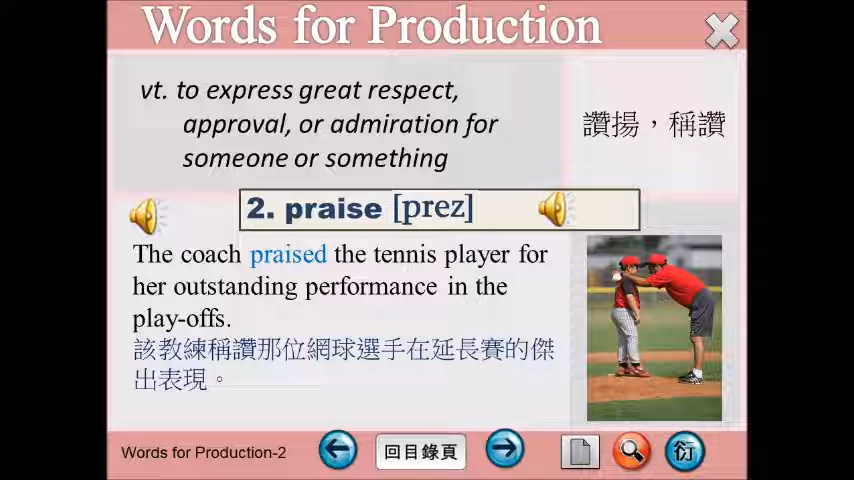 Words for Production
vt. to express great respect,
approval, or admiration for
someone or something
讚揚，稱讚
2. praise [prez]
The coach praised the tennis player for
her outstanding performance in the
play-offs.
該教練稱讚那位網球選手在延長賽的傑
出表現。
Words for Production-2
回目錄頁
衍